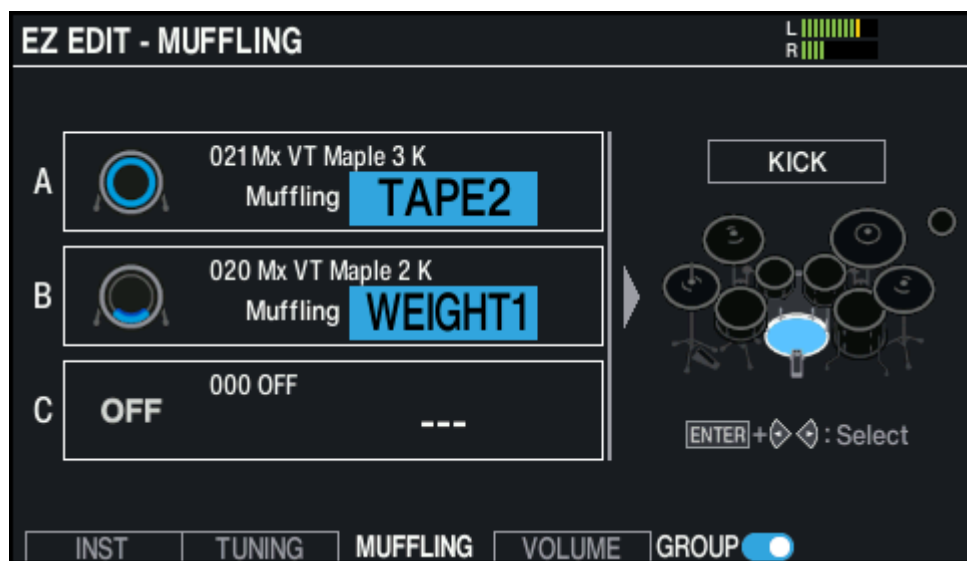 EZ EDIT - MUFFLING
L
R
A
021 Mx VT Maple 3 K
Muffling TAPE2
KICK
B
020 Mx VT Maple 2 K
Muffling WEIGHT1
C
OFF
000 OFF
---
ENTER + : Select
INST TUNING MUFFLING VOLUME GROUP